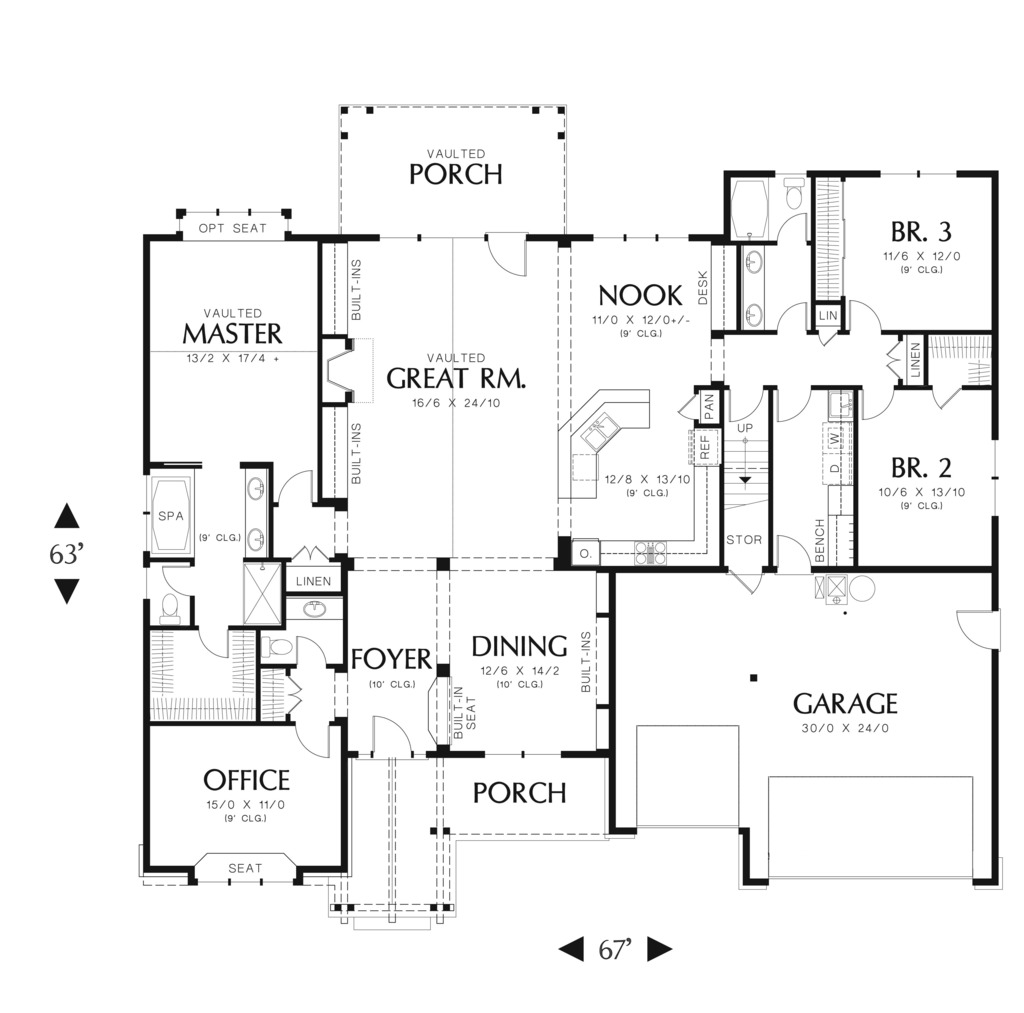 VAULTED
PORCH
OPT SEAT
BR. 3
11/6 X 12/0
(9' CLG.)
BUILT-INS
DESK
NOOK
11/0 X 12/0+/-
(9' CLG.)
VAULTED
MASTER
13/2 X 17/4 +
LIN
VAULTED
GREAT RM.
16/6 X 24/10
LINEN
PAN
UP
W
D
REF
BUILT-INS
BR. 2
10/6 X 13/10
(9' CLG.)
12/8 X 13/10
(9' CLG.)
SPA
(9' CLG.)
63'
STOR
BENCH
O.
LINEN
FOYER
(10' CLG.)
DINING
12/6 X 14/2
(10' CLG.)
BUILT-INS
BUILT-IN
SEAT
GARAGE
30/0 X 24/0
OFFICE
15/0 X 11/0
(9' CLG.)
PORCH
SEAT
67'